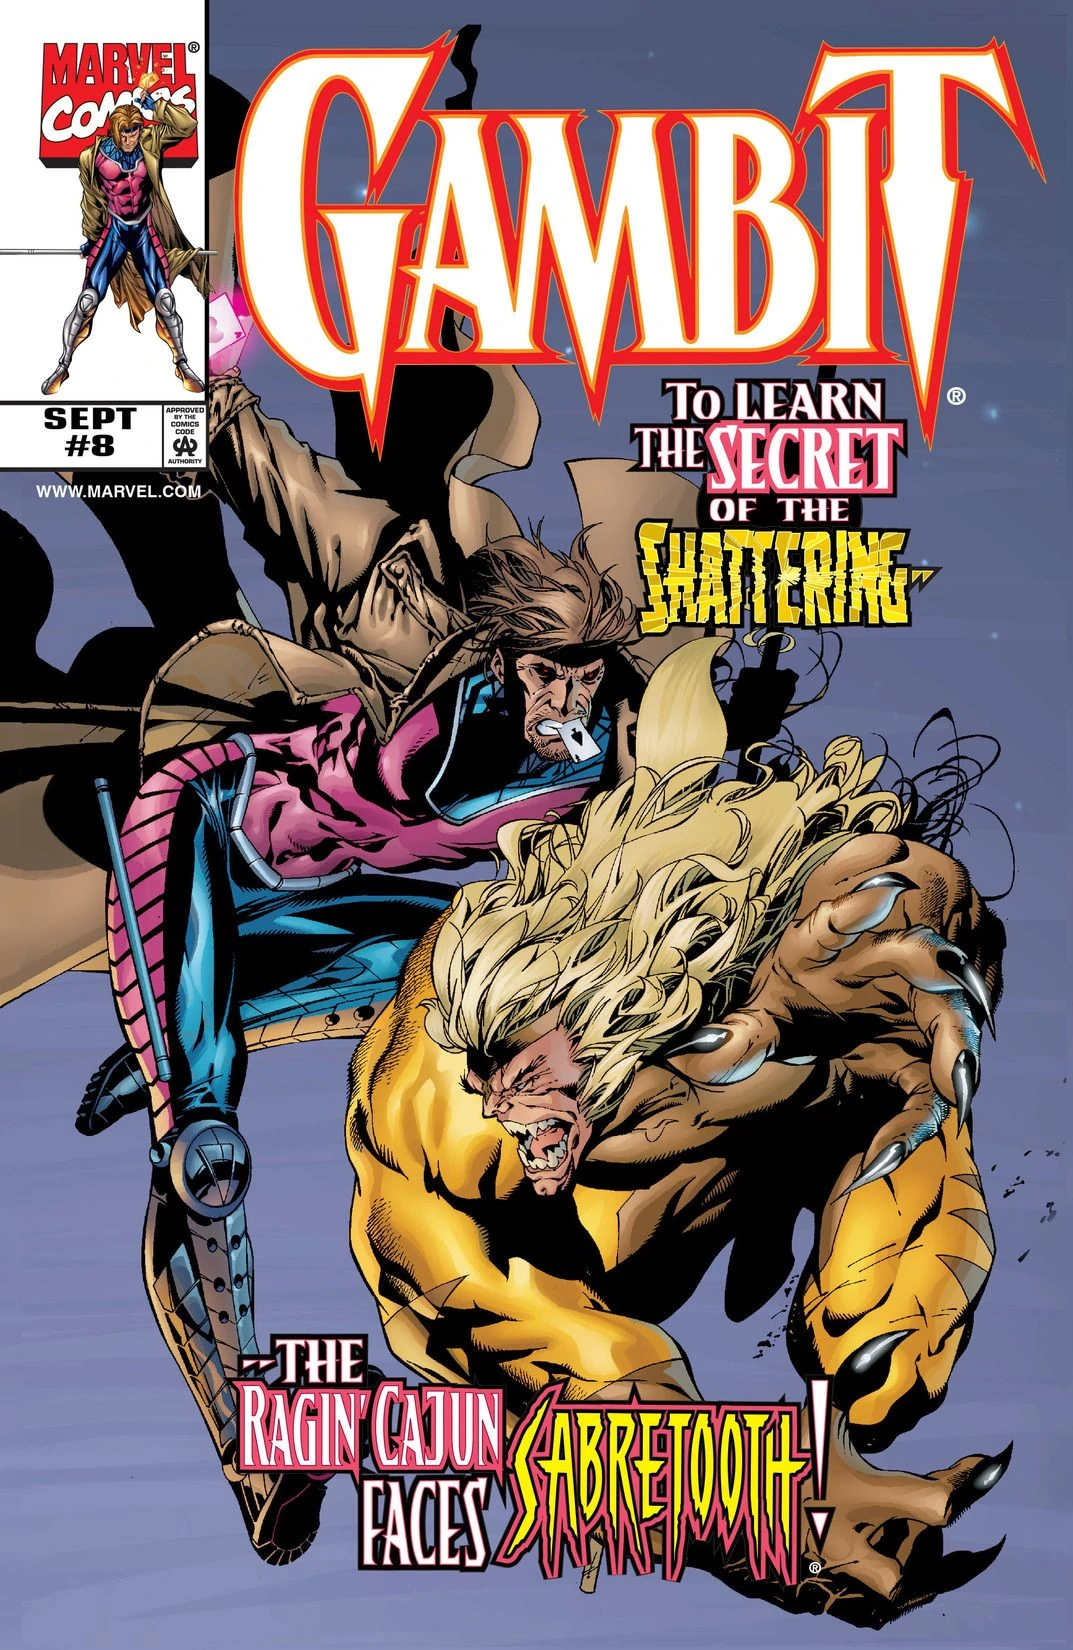 MARVEL®
COMICS
GAMBIT®
SEPT
#8
APPROVED
BY THE
COMICS
CODE
CA
AUTHORITY
WWW.MARVEL.COM
TO LEARN
THE SECRET
OF THE
SHATTERING--
--THE
RAGIN' CAJUN
FACES
SABRETOOTH!®